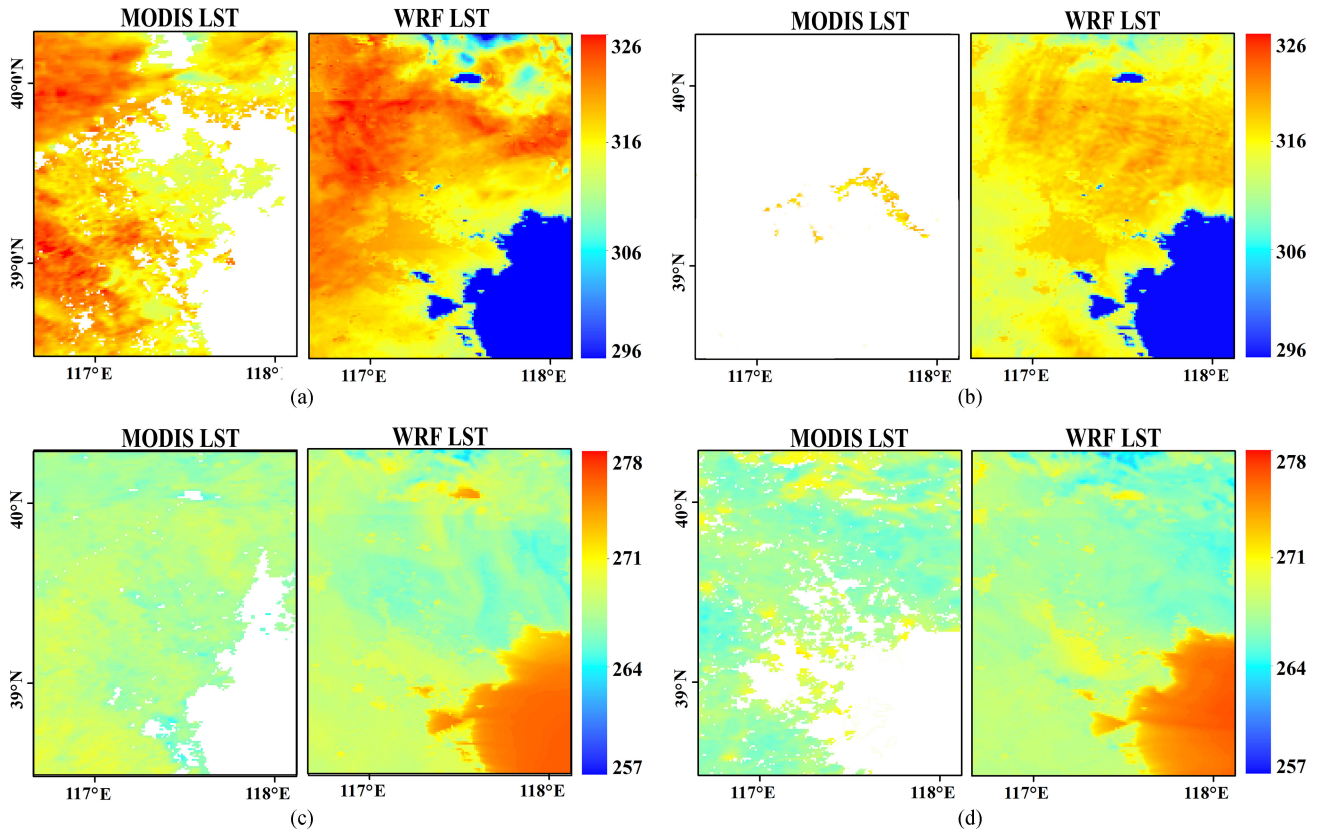 MODIS LST WRF LST
326
316
306
296
40°0'N
39°0'N
117°E 118° 117°E 118°E
(a)
MODIS LST WRF LST
326
316
306
296
40°N
39°N
117°E 118°E 117°E 118°E
(b)
MODIS LST WRF LST
278
271
264
257
40°N
39°N
117°E 118°E 117°E 118°E
(c)
MODIS LST WRF LST
278
271
264
257
40°N
39°N
117°E 118°E 117°E 118°E
(d)